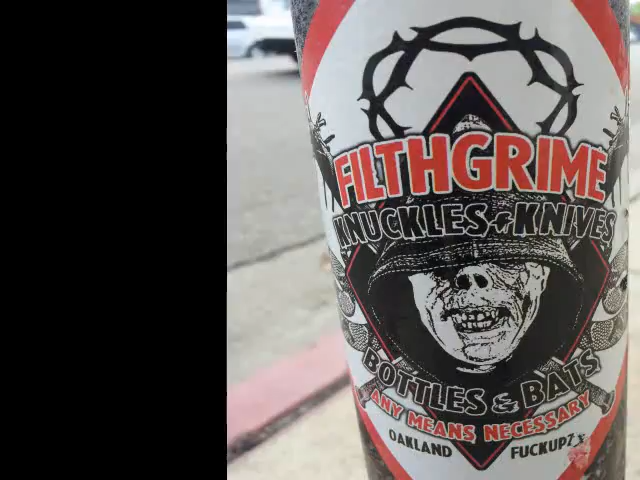 FILTHGRIME
KNUCKLES & KNIVES
BOTTLES & BATS
ANY MEANS NECESSARY
OAKLAND FUCKUPZ